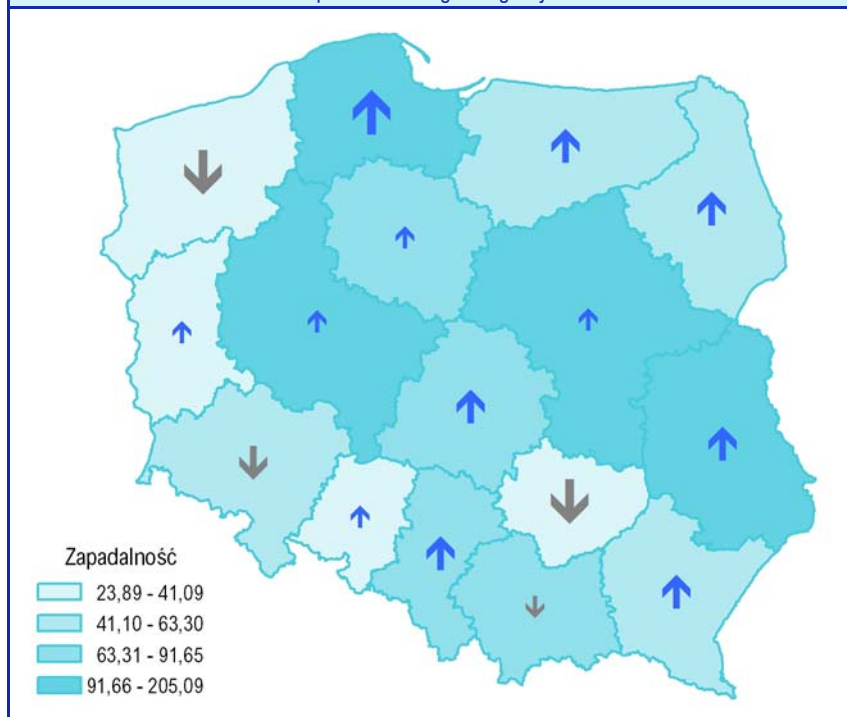 Zapadalność
23,89 - 41,09
41,10 - 63,30
63,31 - 91,65
91,66 - 205,09